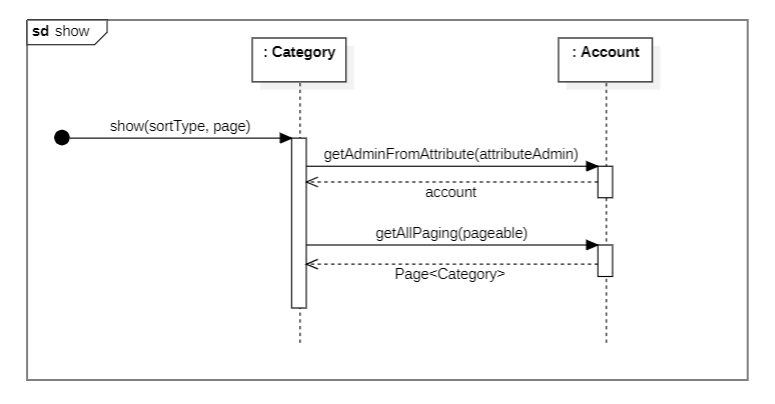 sd show
: Category
: Account
show(sortType, page)
getAdminFromAttribute(attributeAdmin)
account
getAllPaging(pageable)
Page<Category>